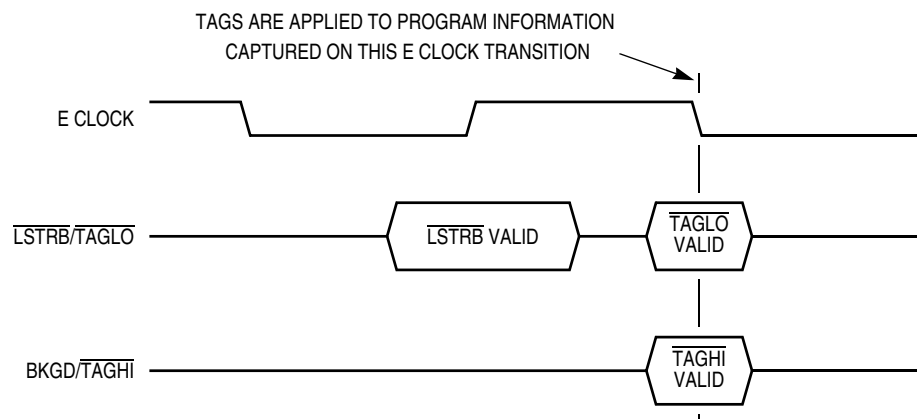 TAGS ARE APPLIED TO PROGRAM INFORMATION
CAPTURED ON THIS E CLOCK TRANSITION
E CLOCK
LSTRB/TAGLO
LSTRB VALID
TAGLO
VALID
BKGD/TAGHI
TAGHI
VALID